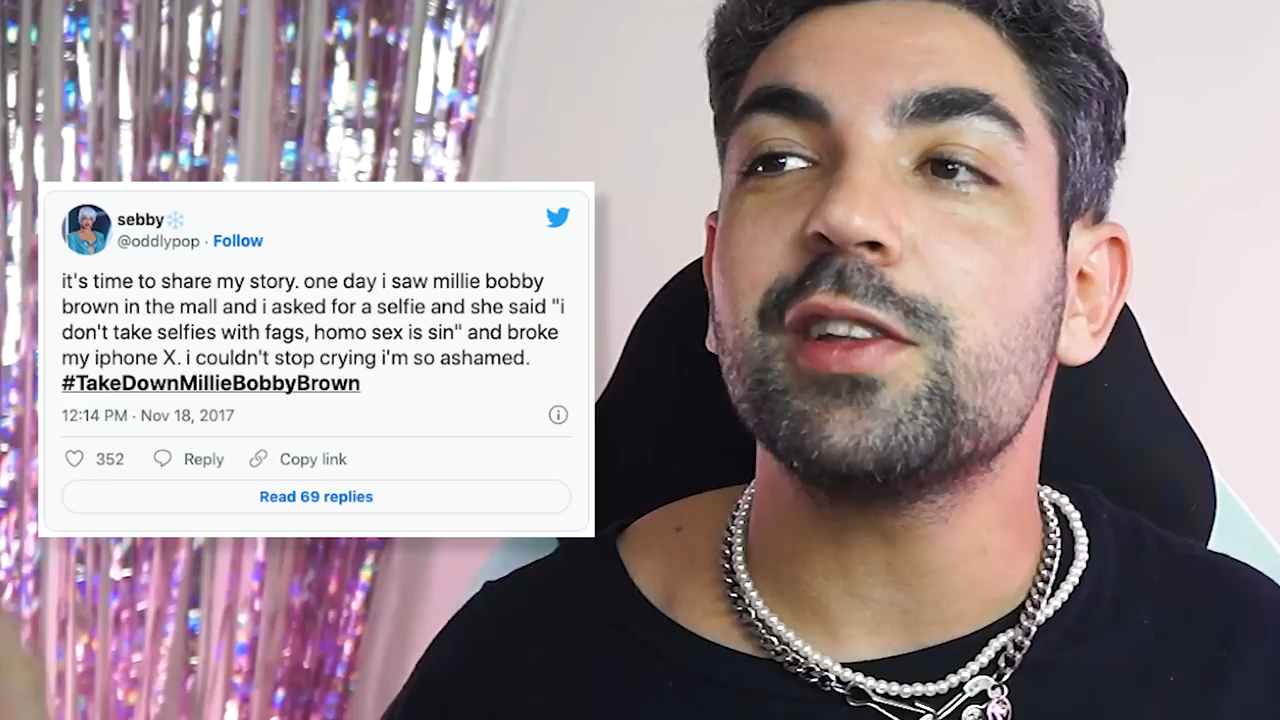 sebby❄️
@oddlypop · Follow
it's time to share my story. one day i saw millie bobby
brown in the mall and i asked for a selfie and she said "i
don't take selfies with fags, homo sex is sin" and broke
my iphone X. i couldn't stop crying i'm so ashamed.
#TakeDownMillieBobbyBrown
12:14 PM · Nov 18, 2017
352 Reply Copy link
Read 69 replies